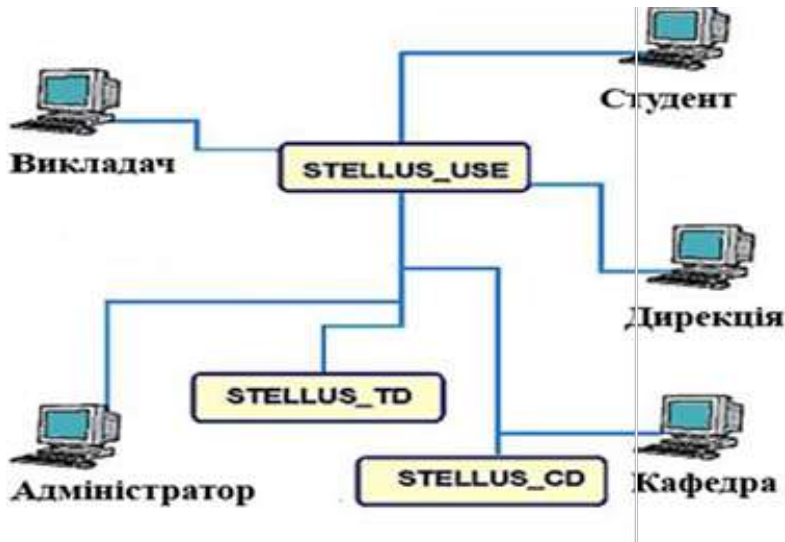 Студент
Викладач
STELLUS_USE
Дирекція
STELLUS_TD
STELLUS_CD
Адміністратор
Кафедра